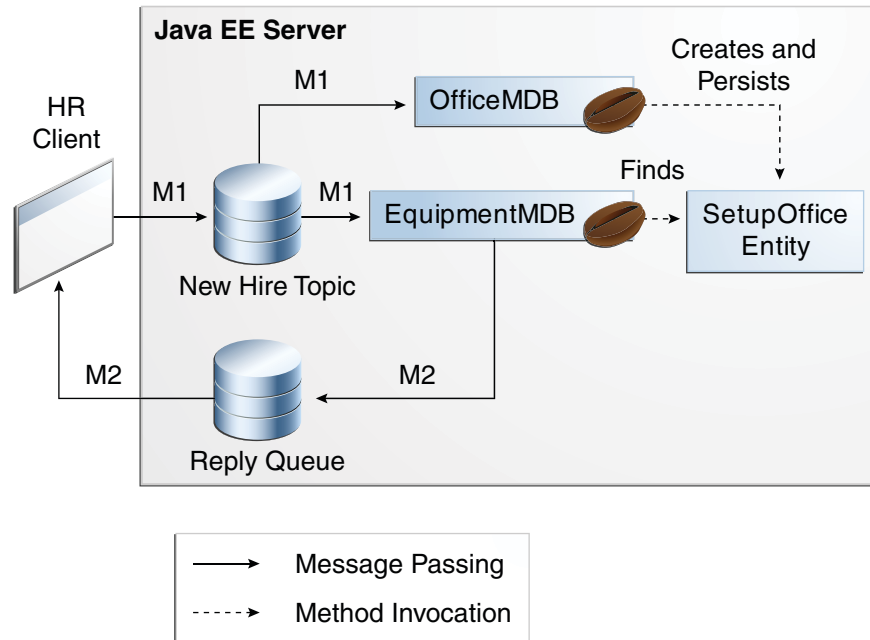 Java EE Server
HR
Client
M1
M1
M1
OfficeMDB
Creates and
Persists
EquipmentMDB
Finds
SetupOffice
Entity
New Hire Topic
M2
M2
Reply Queue
Message Passing
Method Invocation